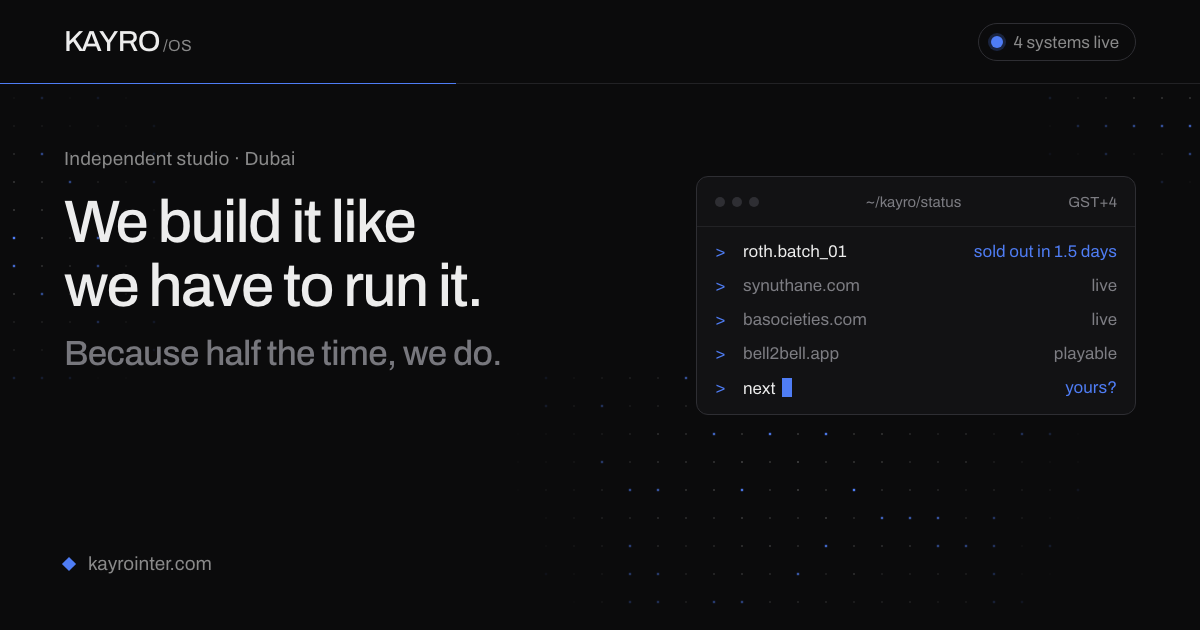 KAYRO/OS
4 systems live
Independent studio · Dubai
We build it like
we have to run it.
Because half the time, we do.
~/kayro/status GST+4
> roth.batch_01 sold out in 1.5 days
> synuthane.com live
> basocieties.com live
> bell2bell.app playable
> next yours?
kayrointer.com